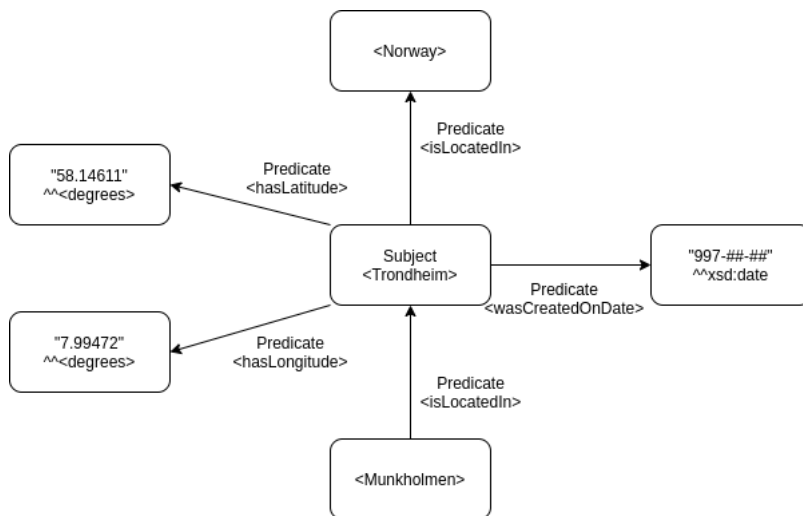 <Norway>
Predicate
<isLocatedIn>
"58.14611"
^^<degrees>
Predicate
<hasLatitude>
Subject
<Trondheim>
"997-##-##"
^^xsd:date
Predicate
<wasCreatedOnDate>
"7.99472"
^^<degrees>
Predicate
<hasLongitude>
Predicate
<isLocatedIn>
<Munkholmen>